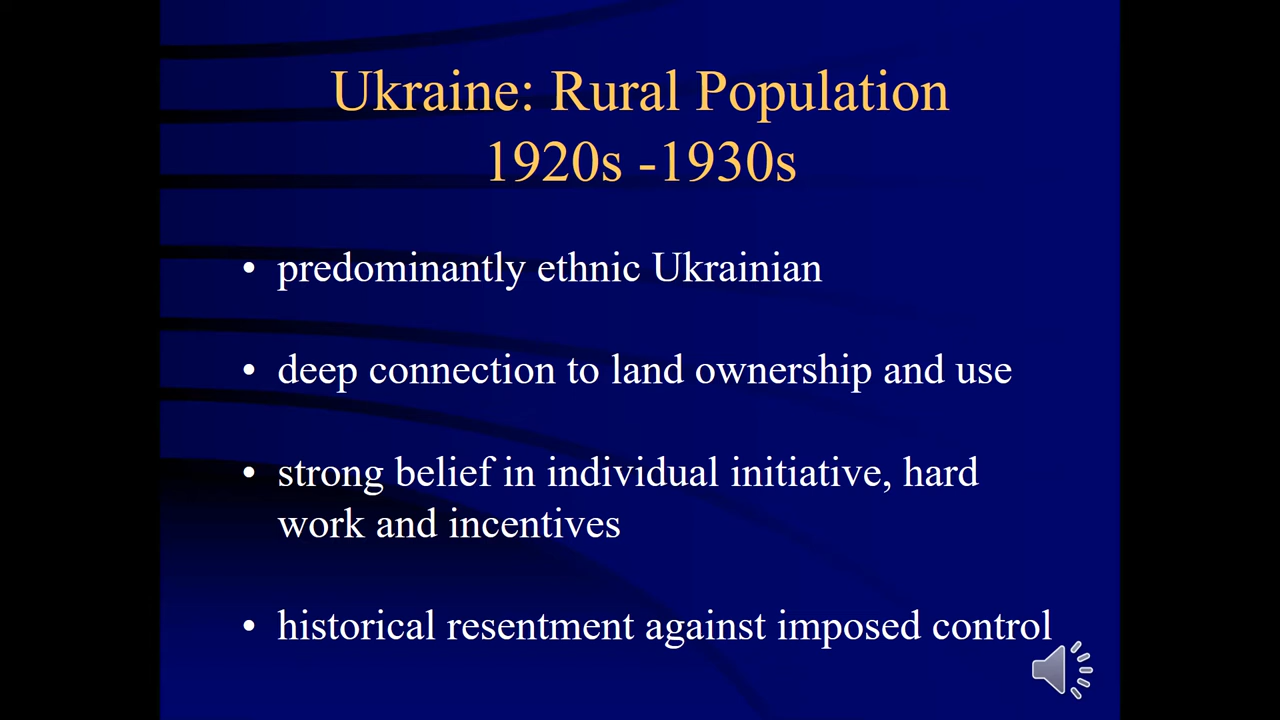 Ukraine: Rural Population
1920s -1930s
• predominantly ethnic Ukrainian
• deep connection to land ownership and use
• strong belief in individual initiative, hard
work and incentives
• historical resentment against imposed control